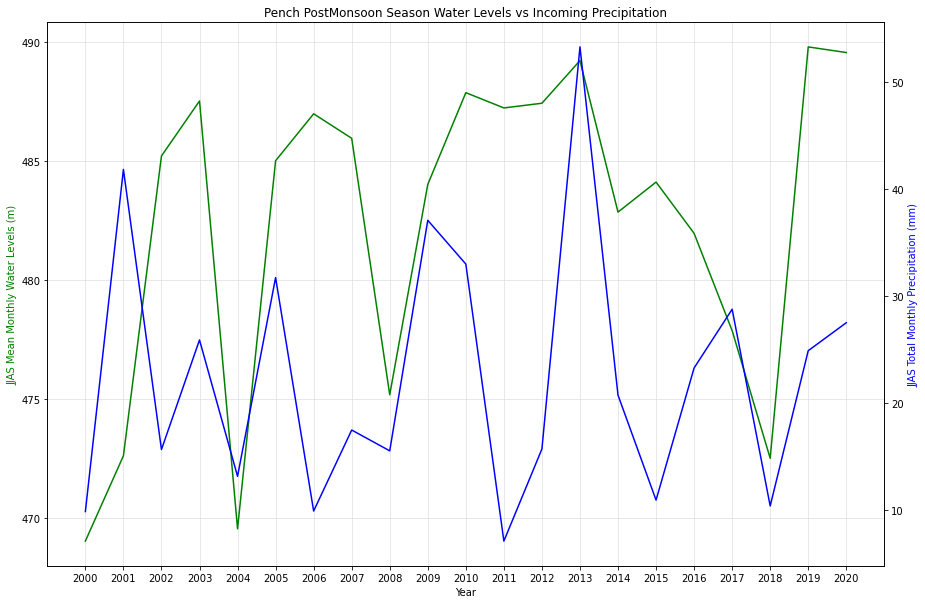 Pench PostMonsoon Season Water Levels vs Incoming Precipitation
JJAS Mean Monthly Water Levels (m)
490
485
480
475
470
50
40
30
20
10
JJAS Total Monthly Precipitation (mm)
2000 2001 2002 2003 2004 2005 2006 2007 2008 2009 2010 2011 2012 2013 2014 2015 2016 2017 2018 2019 2020
Year